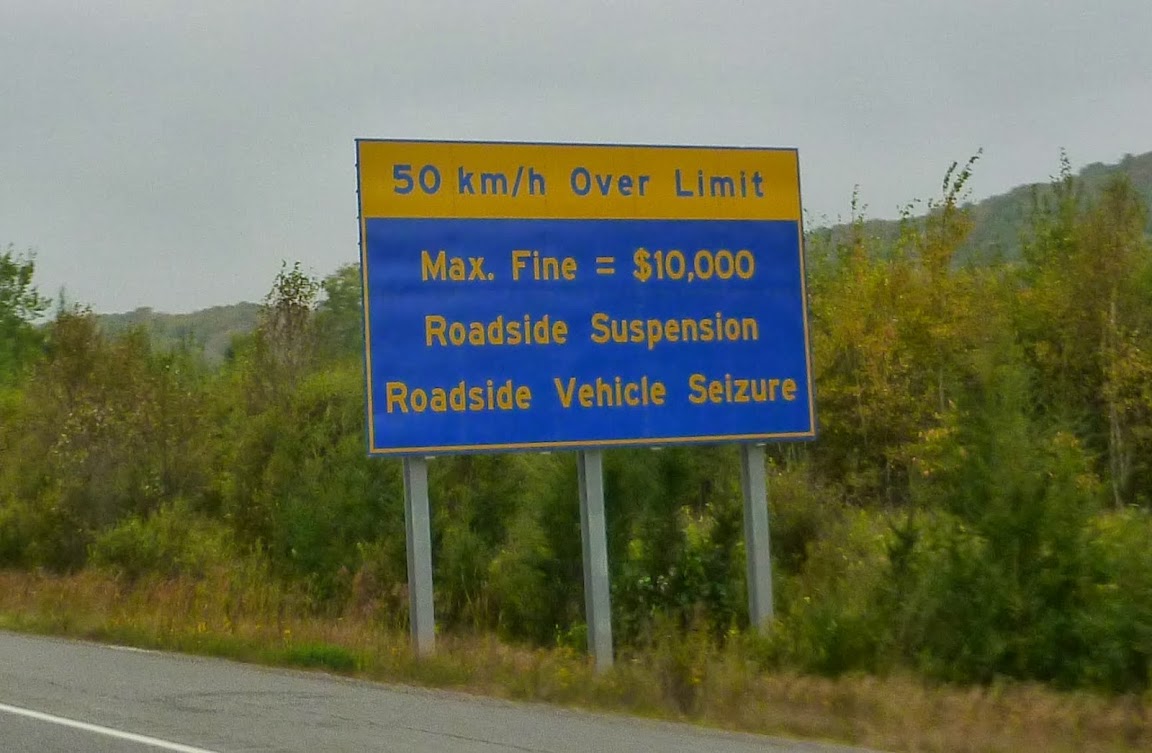 50 km/h Over Limit
Max. Fine = $10,000
Roadside Suspension
Roadside Vehicle Seizure